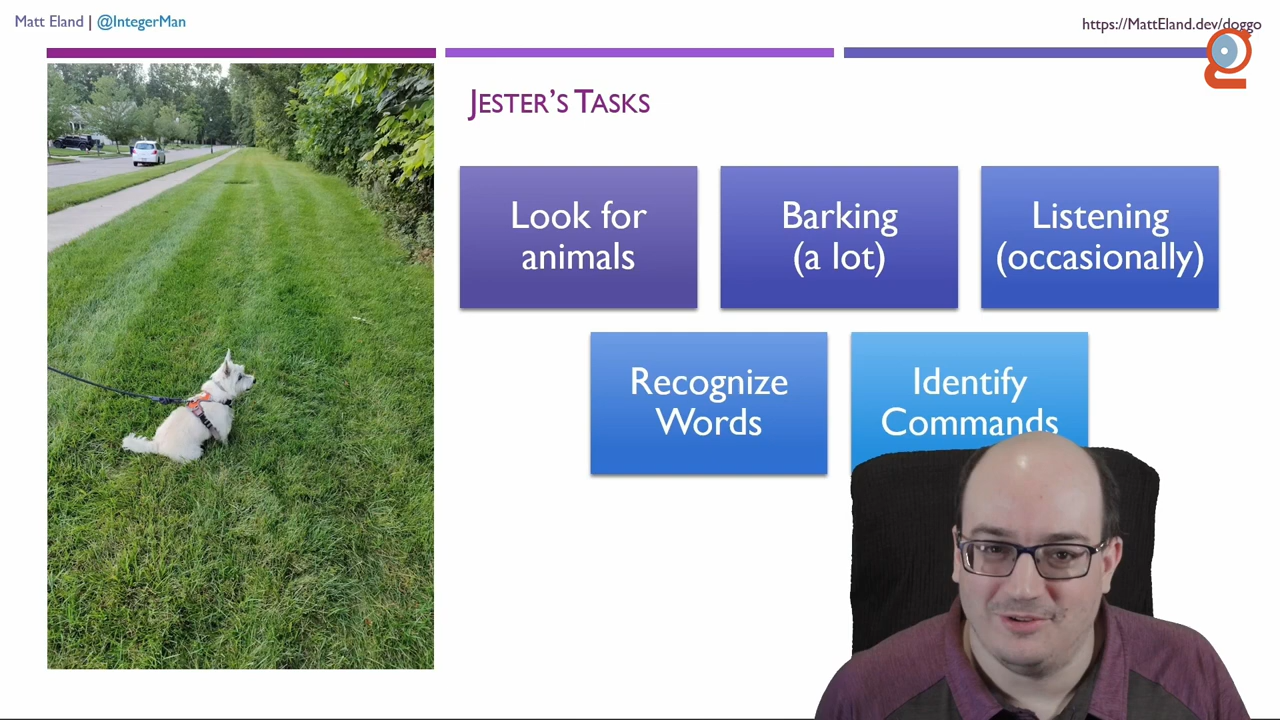 Matt Eland | @IntegerMan
https://MattEland.dev/doggo
JESTER'S TASKS
Look for
animals
Barking
(a lot)
Listening
(occasionally)
Recognize
Words
Identify
Commands